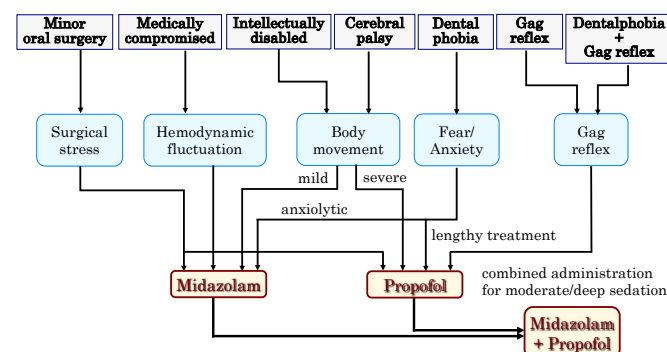 Minor
oral surgery
Medically
compromised
Intellectually
disabled
Cerebral
palsy
Dental
phobia
Gag
reflex
Dentalphobia
+
Gag reflex
Surgical
stress
Hemodynamic
fluctuation
Body
movement
Fear/
Anxiety
Gag
reflex
mild
severe
anxiolytic
lengthy treatment
Midazolam
Propofol
combined administration
for moderate/deep sedation
Midazolam
+ Propofol